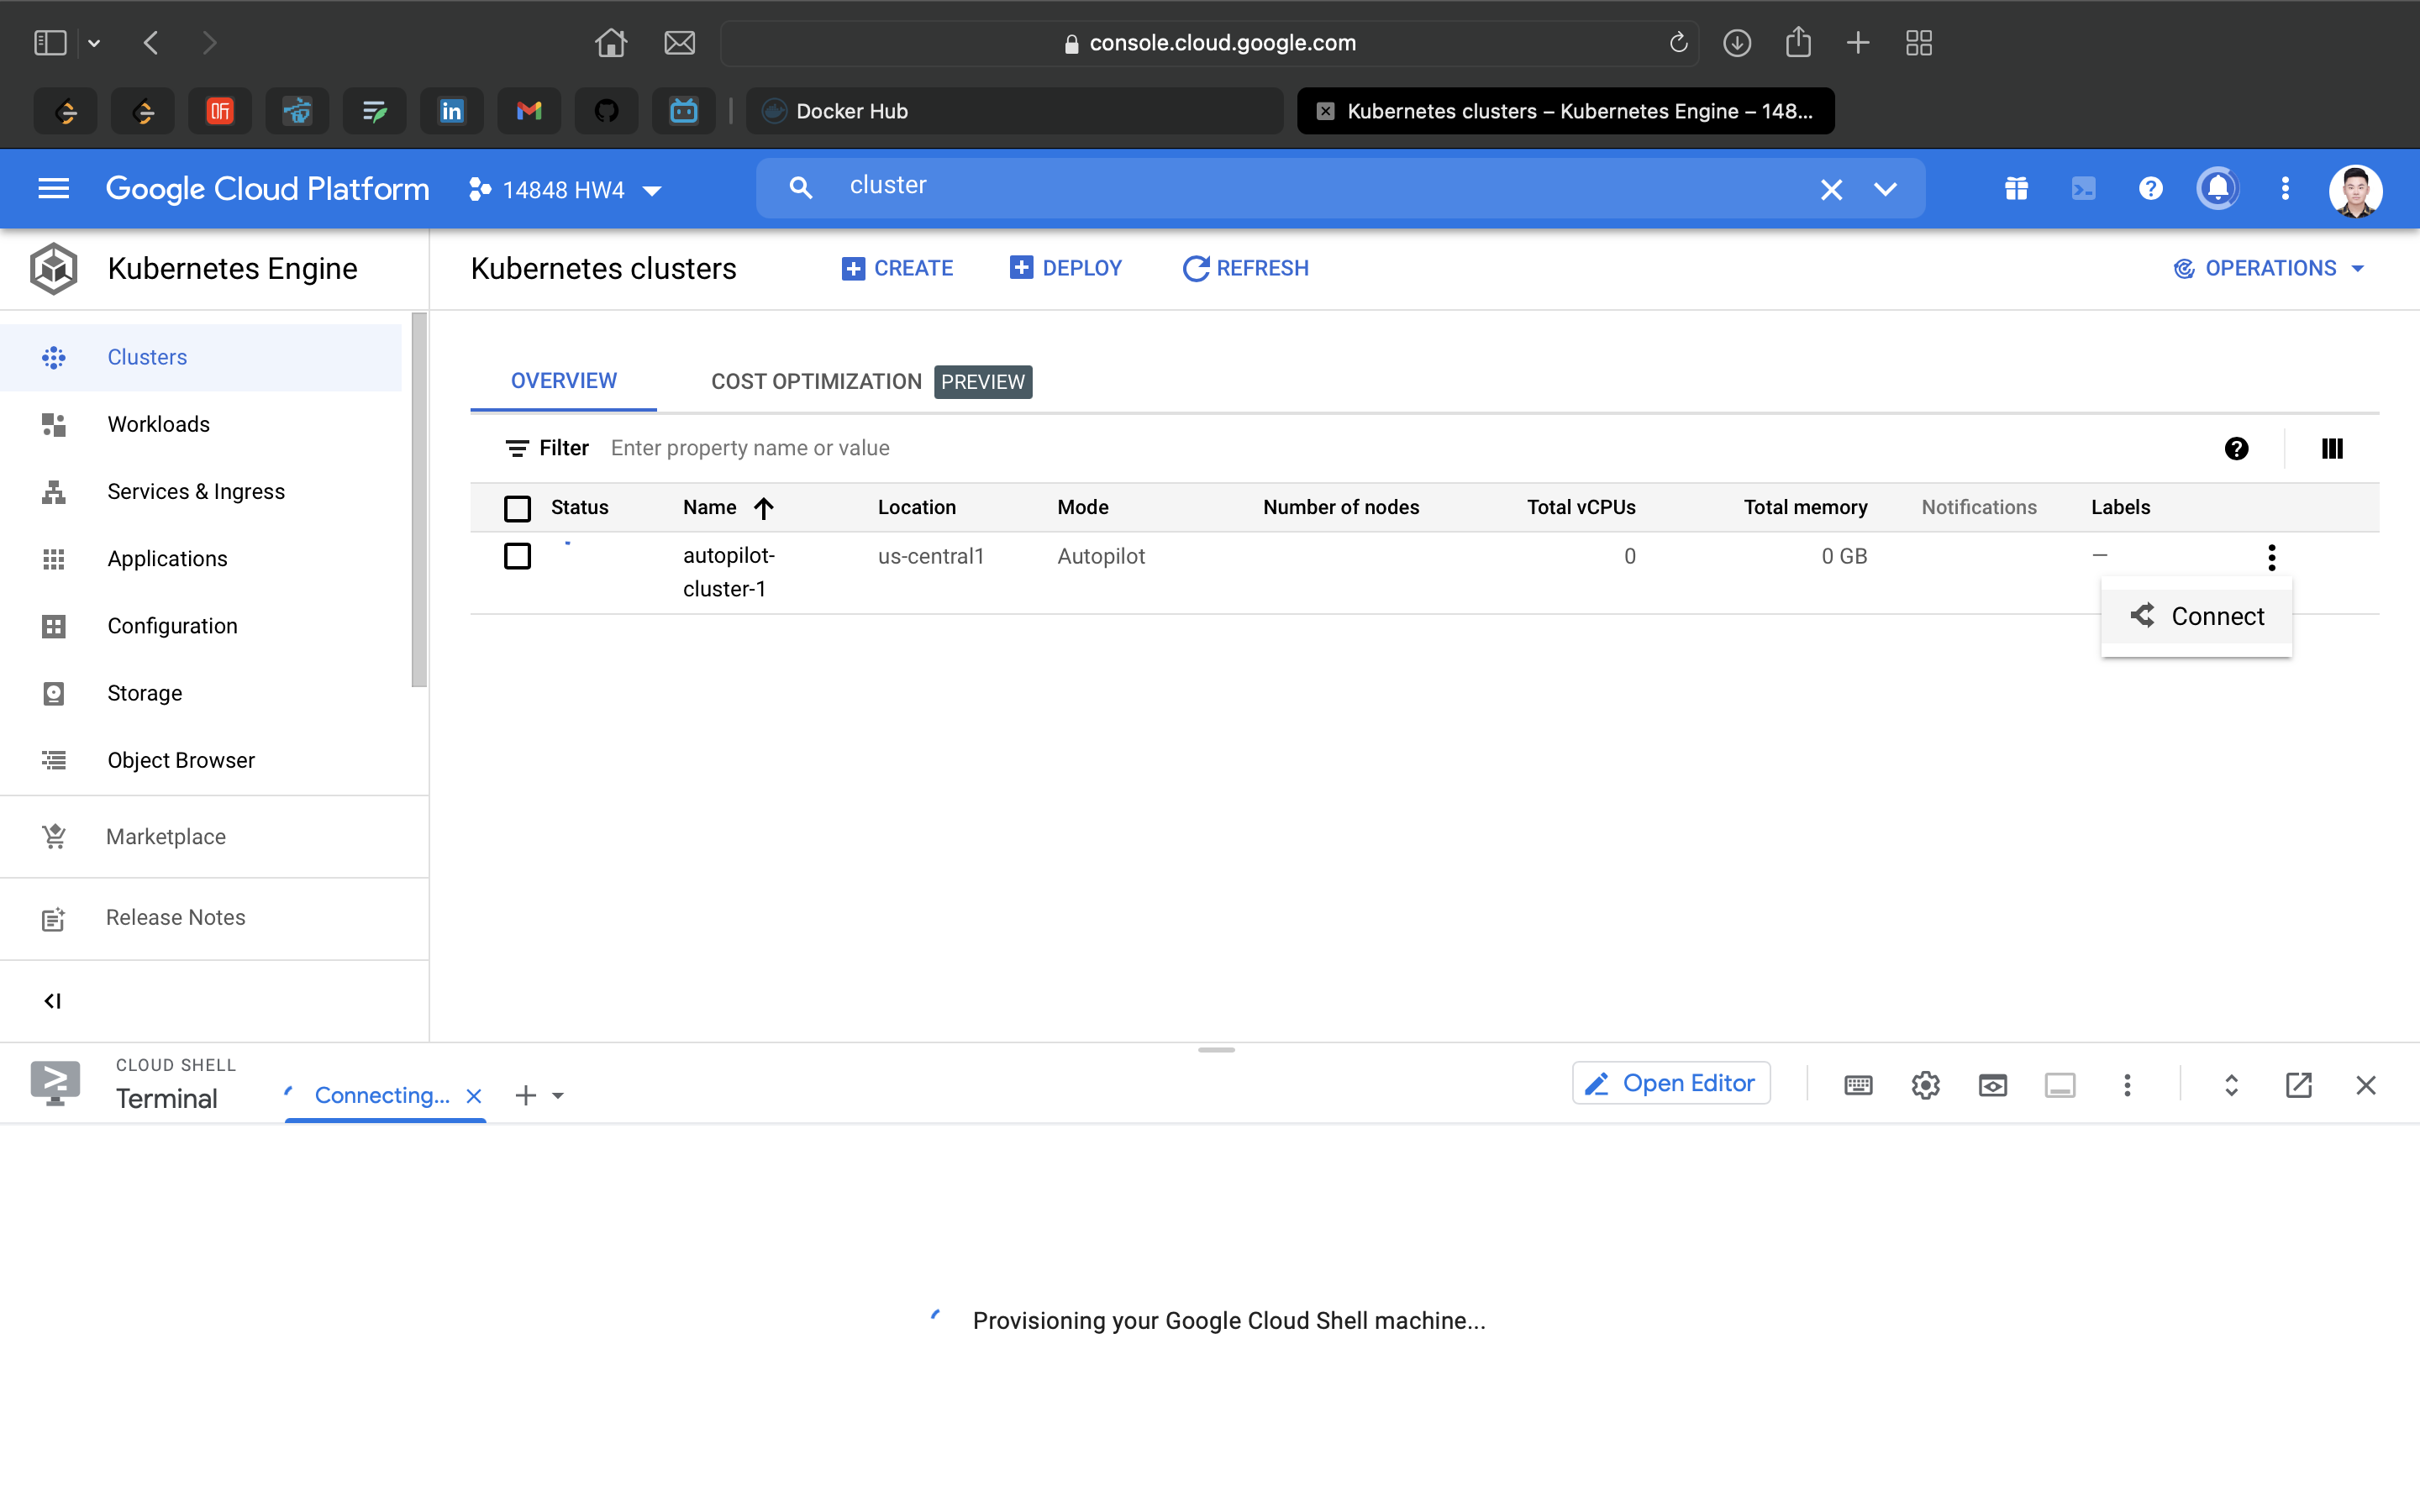 console.cloud.google.com
Docker Hub
Kubernetes clusters – Kubernetes Engine – 148...
Google Cloud Platform
14848 HW4
cluster
Kubernetes Engine
Kubernetes clusters
CREATE
DEPLOY
REFRESH
OPERATIONS
Clusters
Workloads
Services & Ingress
Applications
Configuration
Storage
Object Browser
Marketplace
Release Notes
OVERVIEW
COST OPTIMIZATION PREVIEW
Filter Enter property name or value
Status Name Location Mode Number of nodes Total vCPUs Total memory Notifications Labels
autopilot- us-central1 Autopilot 0 0 GB –
cluster-1
Connect
CLOUD SHELL
Terminal
Connecting...
Open Editor
Provisioning your Google Cloud Shell machine...